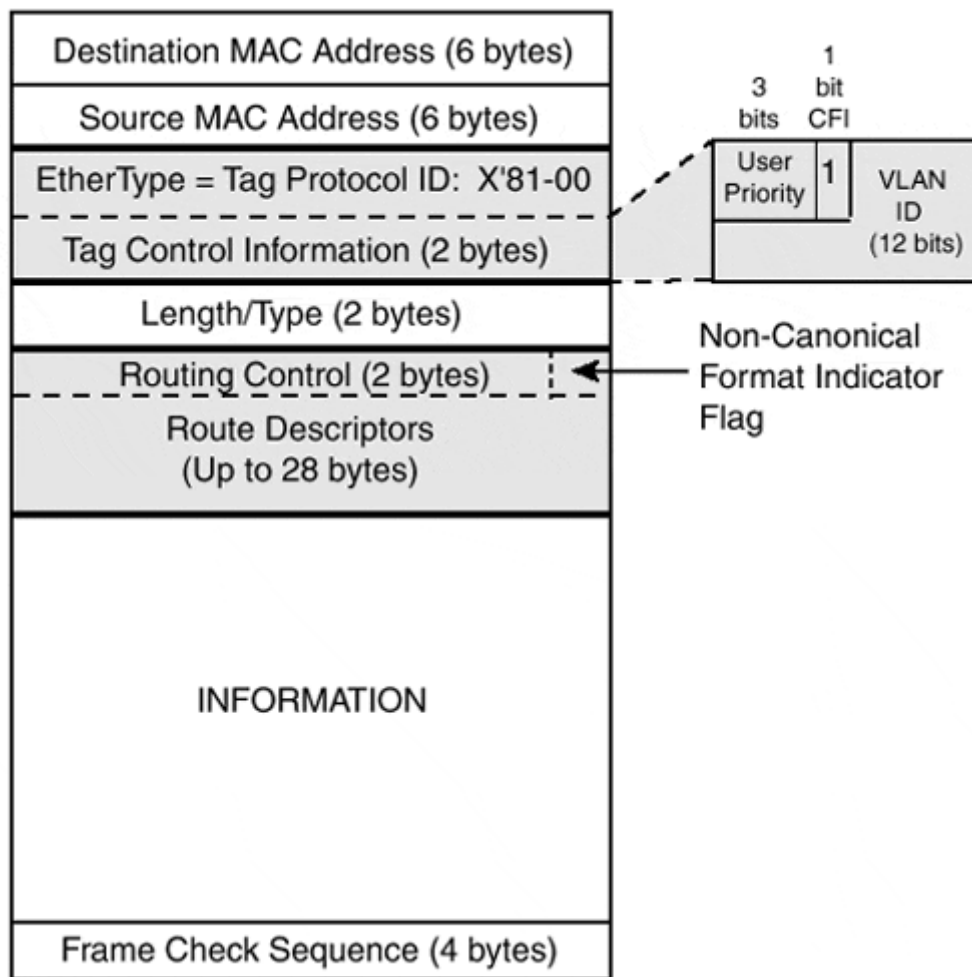 Destination MAC Address (6 bytes)
Source MAC Address (6 bytes)
EtherType = Tag Protocol ID: X'81-00
Tag Control Information (2 bytes)
Length/Type (2 bytes)
Routing Control (2 bytes)
Route Descriptors
(Up to 28 bytes)
INFORMATION
Frame Check Sequence (4 bytes)
3
bits
1
bit
CFI
User
Priority
1
VLAN
ID
(12 bits)
Non-Canonical
Format Indicator
Flag